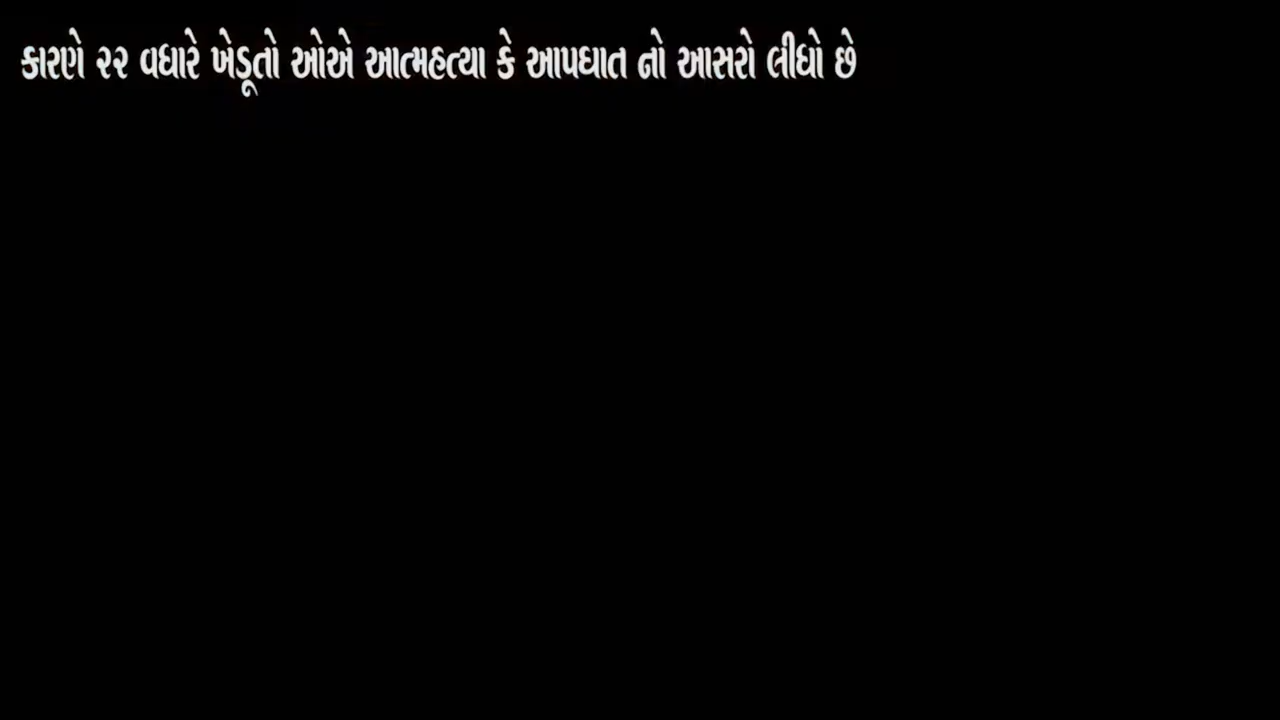 કારણે ૨૨ વધારે ખેડૂતો ઓએ આત્મહત્યા કે આપઘાત નો આસરો લીધો છે